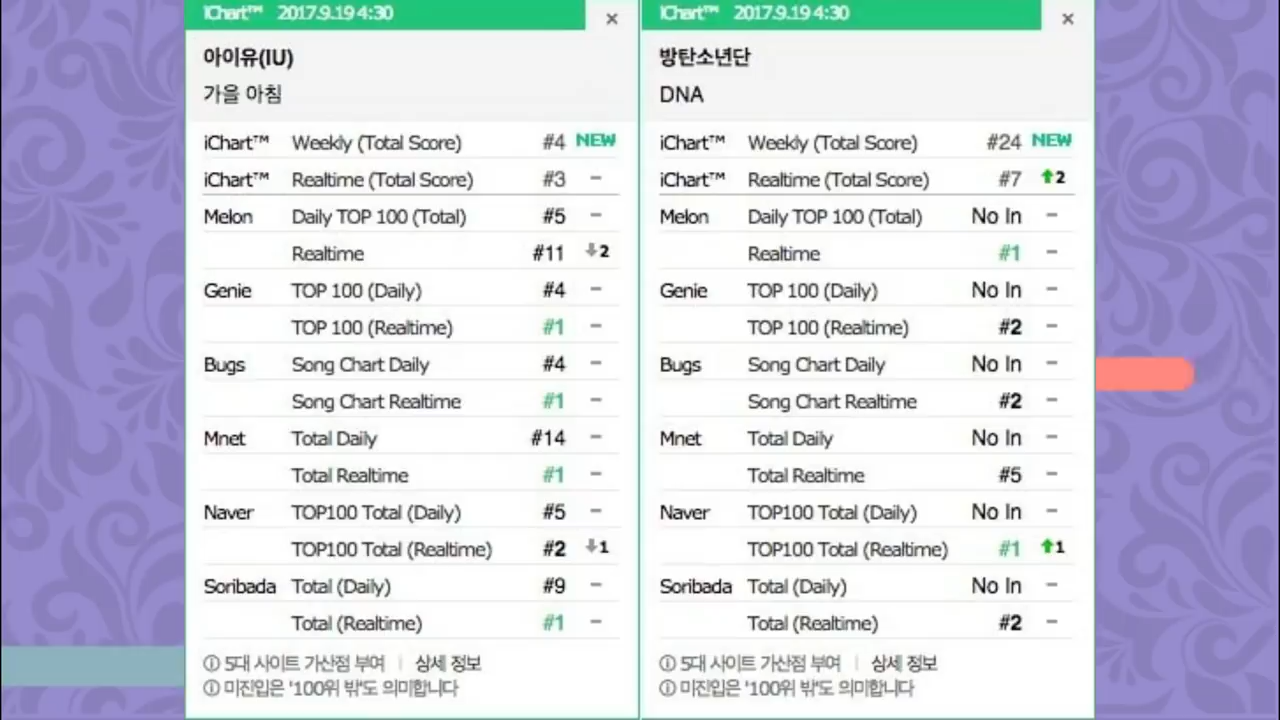 iChart™ 2017.9.19 4:30 ×
아이유(IU)
가을 아침
iChart™ Weekly (Total Score) #4 NEW
iChart™ Realtime (Total Score) #3 –
Melon Daily TOP 100 (Total) #5 –
Realtime #11 ↓2
Genie TOP 100 (Daily) #4 –
TOP 100 (Realtime) #1 –
Bugs Song Chart Daily #4 –
Song Chart Realtime #1 –
Mnet Total Daily #14 –
Total Realtime #1 –
Naver TOP100 Total (Daily) #5 –
TOP100 Total (Realtime) #2 ↓1
Soribada Total (Daily) #9 –
Total (Realtime) #1 –
ⓘ 5대 사이트 가산점 부여 | 상세 정보
ⓘ 미진입은 '100위 밖'도 의미합니다
iChart™ 2017.9.19 4:30 ×
방탄소년단
DNA
iChart™ Weekly (Total Score) #24 NEW
iChart™ Realtime (Total Score) #7 ↑2
Melon Daily TOP 100 (Total) No In –
Realtime #1 –
Genie TOP 100 (Daily) No In –
TOP 100 (Realtime) #2 –
Bugs Song Chart Daily No In –
Song Chart Realtime #2 –
Mnet Total Daily No In –
Total Realtime #5 –
Naver TOP100 Total (Daily) No In –
TOP100 Total (Realtime) #1 ↑1
Soribada Total (Daily) No In –
Total (Realtime) #2 –
ⓘ 5대 사이트 가산점 부여 | 상세 정보
ⓘ 미진입은 '100위 밖'도 의미합니다